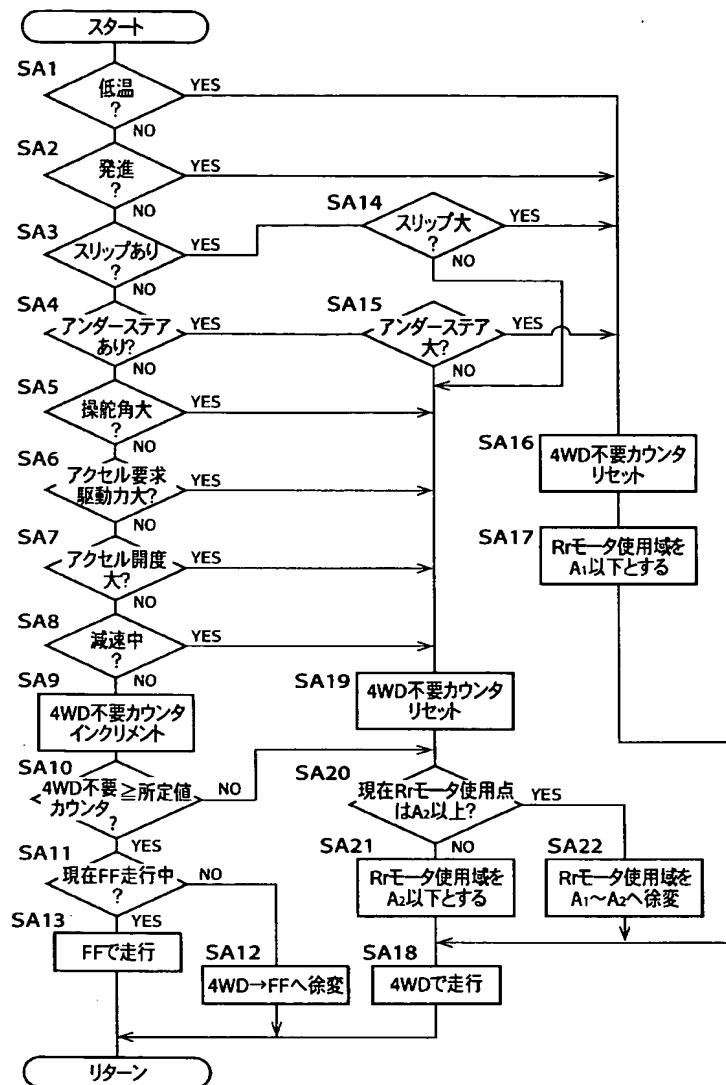 スタート
SA1
低温
?
YES
NO
SA2
発進
?
YES
NO
SA14
スリップ大
?
YES
NO
SA3
スリップあり
?
YES
NO
SA4
アンダーステア
あり?
YES
NO
SA15
アンダーステア
大?
YES
NO
SA5
操舵角大
?
YES
NO
SA6
アクセル要求
駆動力大?
YES
NO
SA7
アクセル開度
大?
YES
NO
SA8
減速中
?
YES
NO
SA16
4WD不要カウンタ
リセット
SA17
Rrモータ使用域を
A1以下とする
SA9
4WD不要カウンタ
インクリメント
SA19
4WD不要カウンタ
リセット
SA10
4WD不要≧所定値
カウンタ
?
NO
YES
SA20
現在Rrモータ使用点
はA2以上?
YES
NO
SA11
現在FF走行中
?
NO
YES
SA21
Rrモータ使用域を
A2以下とする
SA22
Rrモータ使用域を
A1～A2へ徐変
SA13
FFで走行
SA12
4WD→FFへ徐変
SA18
4WDで走行
リターン